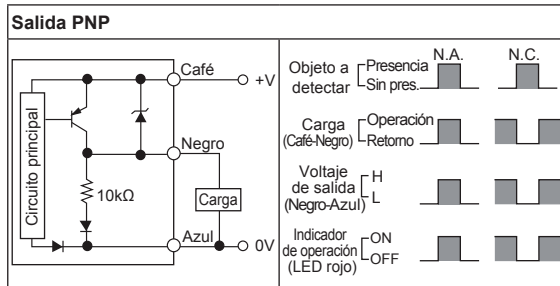 Salida PNP
Circuito principal
Café
+V
Negro
10kΩ
Carga
Azul
0V
N.A.
N.C.
Objeto a
detectar
Presencia
Sin pres.
Carga
(Café-Negro)
Operación
Retorno
Voltaje
de salida
(Negro-Azul)
H
L
Indicador
de operación
(LED rojo)
ON
OFF